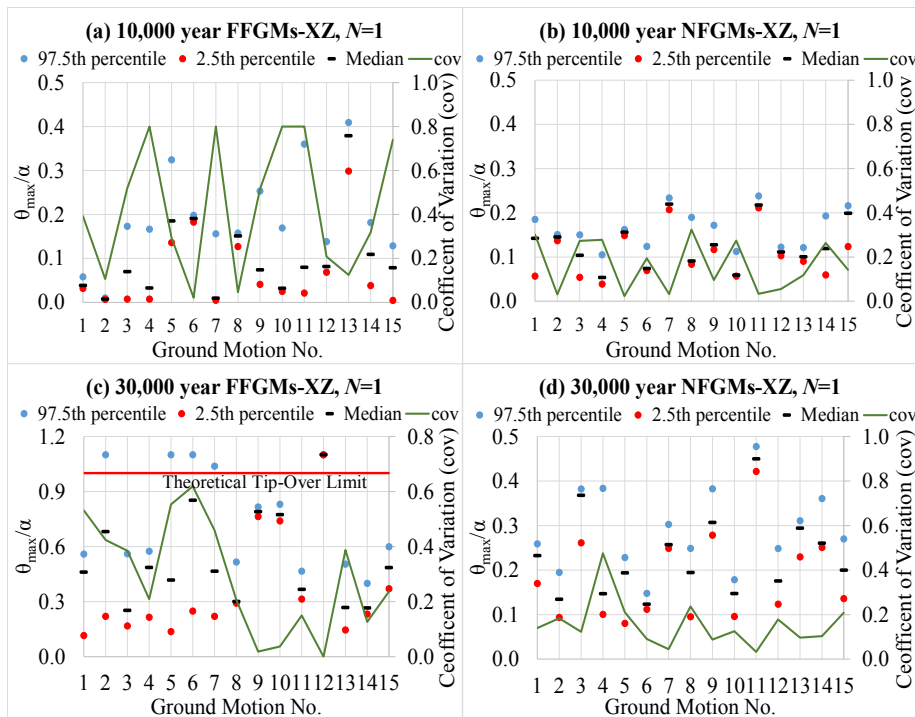 (a) 10,000 year FFGMs-XZ, N=1
97.5th percentile 2.5th percentile Median cov
0.5
0.4
0.3
0.2
0.1
0.0
θmax/α
1.0
0.8
0.6
0.4
0.2
0.0
Ceofficent of Variation (cov)
1 2 3 4 5 6 7 8 9 10 11 12 13 14 15
Ground Motion No.
(b) 10,000 year NFGMs-XZ, N=1
97.5th percentile 2.5th percentile Median cov
0.5
0.4
0.3
0.2
0.1
0.0
θmax/α
1.0
0.8
0.6
0.4
0.2
0.0
Ceofficent of Variation (cov)
1 2 3 4 5 6 7 8 9 10 11 12 13 14 15
Ground Motion No.
(c) 30,000 year FFGMs-XZ, N=1
97.5th percentile 2.5th percentile Median cov
1.2
0.9
0.6
0.3
0.0
θmax/α
Theoretical Tip-Over Limit
0.8
0.6
0.4
0.2
0.0
Ceofficent of Variation (cov)
1 2 3 4 5 6 7 8 9 10 11 12 13 14 15
Ground Motion No.
(d) 30,000 year NFGMs-XZ, N=1
97.5th percentile 2.5th percentile Median cov
0.5
0.4
0.3
0.2
0.1
0.0
θmax/α
1.0
0.8
0.6
0.4
0.2
0.0
Ceofficent of Variation (cov)
1 2 3 4 5 6 7 8 9 10 11 12 13 14 15
Ground Motion No.